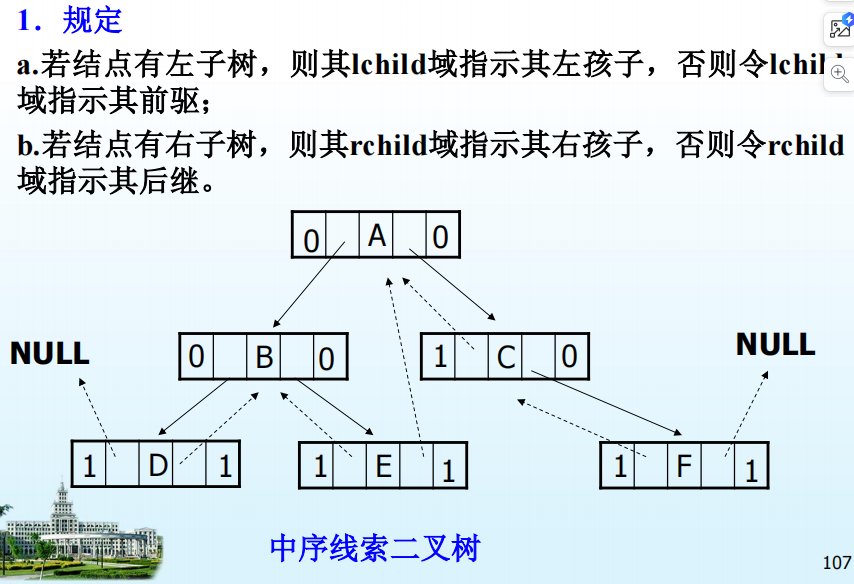 1．规定
a.若结点有左子树，则其lchild域指示其左孩子，否则令lchil
域指示其前驱；
b.若结点有右子树，则其rchild域指示其右孩子，否则令rchild
域指示其后继。
0 A 0
NULL
0 B 0
1 C 0
NULL
1 D 1
1 E 1
1 F 1
中序线索二叉树
107